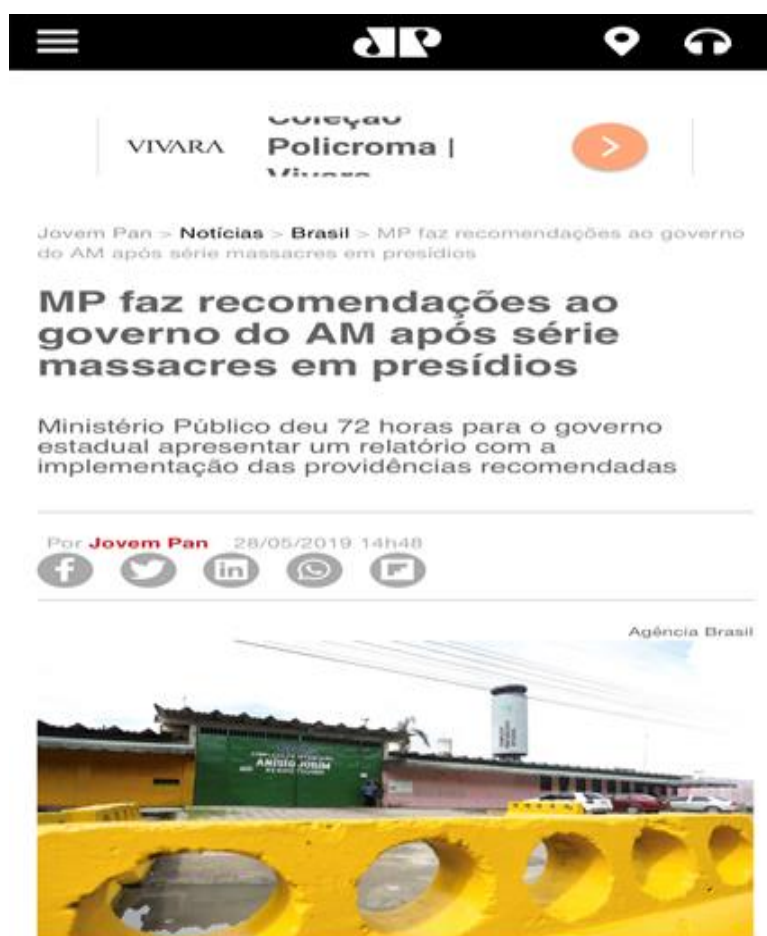 JP
Coleção
VIVARA
Policroma |
Vivara
Jovem Pan > Notícias > Brasil > MP faz recomendações ao governo
do AM após série massacres em presídios
MP faz recomendações ao
governo do AM após série
massacres em presídios
Ministério Público deu 72 horas para o governo
estadual apresentar um relatório com a
implementação das providências recomendadas
Por Jovem Pan 28/05/2019 14h48
Agência Brasil
ANÍSIO JOBIM